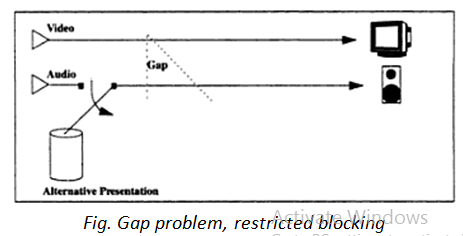 Video
Gap
Audio
Alternative Presentation
Activate Windows
Fig. Gap problem, restricted blocking